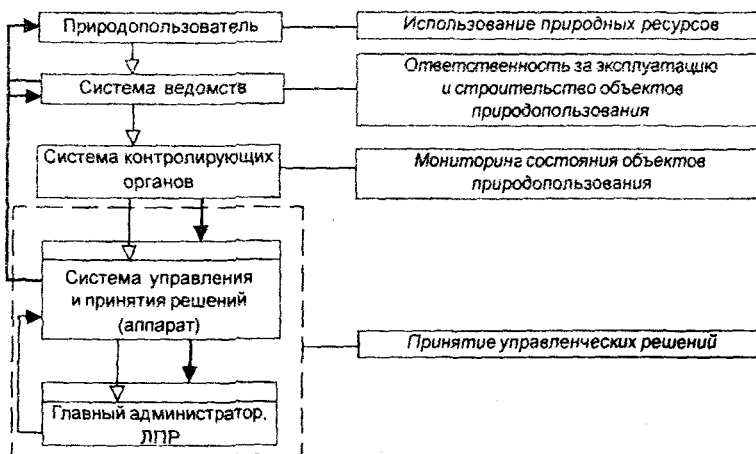 Природопользователь
Использование природных ресурсов
Система ведомств
Ответственность за эксплуатацию
и строительство объектов
природопользования
Система контролирующих
органов
Мониторинг состояния объектов
природопользования
Система управления
и принятия решений
(аппарат)
Принятие управленческих решений
Главный администратор,
ЛПР